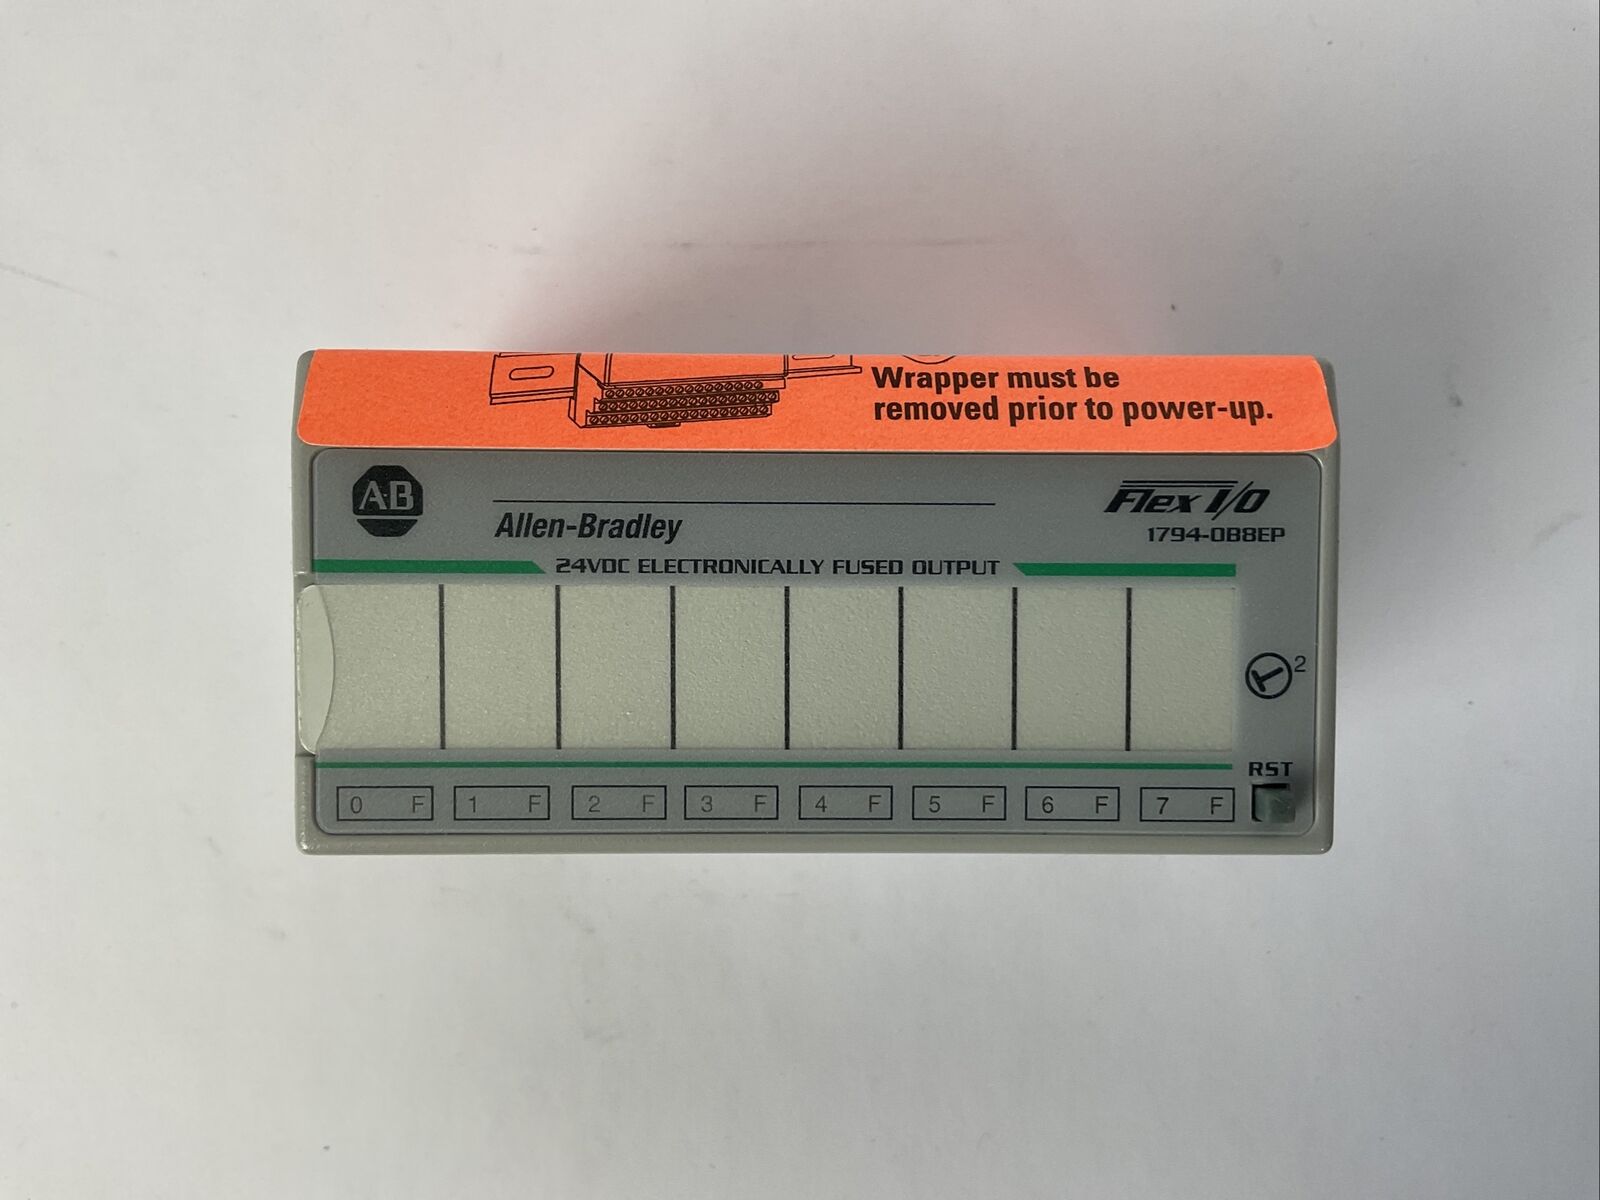 Wrapper must be
removed prior to power-up.
AB
Allen-Bradley
Flex I/O
1794-OB8EP
24VDC ELECTRONICALLY FUSED OUTPUT
2
RST
0 F 1 F 2 F 3 F 4 F 5 F 6 F 7 F